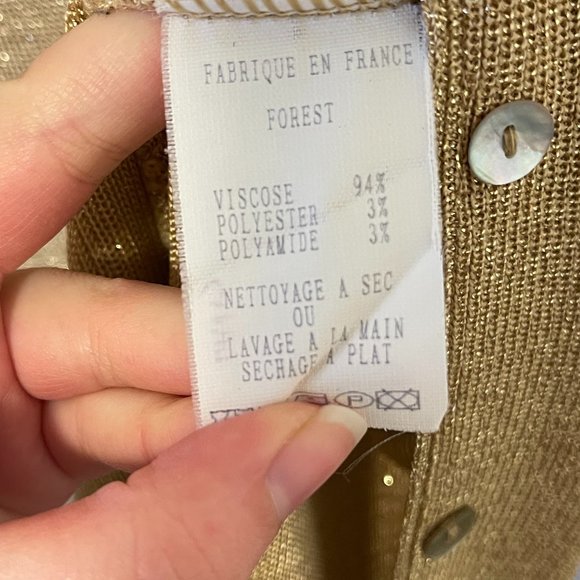 FABRIQUE EN FRANCE
FOREST
VISCOSE 94%
POLYESTER 3%
POLYAMIDE 3%
NETTOYAGE A SEC
OU
LAVAGE A LA MAIN
SECHAGE A PLAT
P